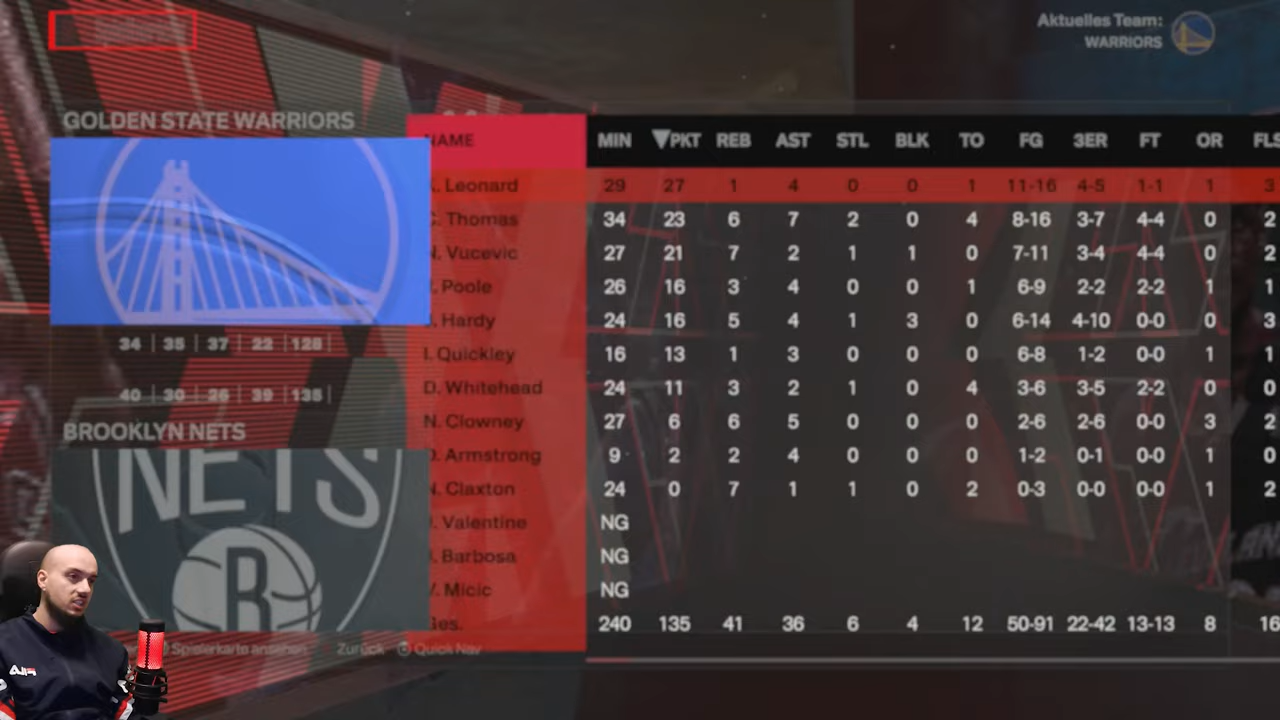 Aktuelles Team:
WARRIORS
GOLDEN STATE WARRIORS
34 | 35 | 37 | 22 | 128 |
40 | 30 | 26 | 39 | 135 |
BROOKLYN NETS
NETS
B
NAME MIN ▼PKT REB AST STL BLK TO FG 3ER FT OR FLS
Leonard 29 27 1 4 0 0 1 11-16 4-5 1-1 1 3
C. Thomas 34 23 6 7 2 0 4 8-16 3-7 4-4 0 2
N. Vucevic 27 21 7 2 1 1 0 7-11 3-4 4-4 0 2
Poole 26 16 3 4 0 0 1 6-9 2-2 2-2 1 1
Hardy 24 16 5 4 1 3 0 6-14 4-10 0-0 0 3
I. Quickley 16 13 1 3 0 0 0 6-8 1-2 0-0 1 1
D. Whitehead 24 11 3 2 1 0 4 3-6 3-5 2-2 0 0
N. Clowney 27 6 6 5 0 0 0 2-6 2-6 0-0 3 2
Armstrong 9 2 2 4 0 0 0 1-2 0-1 0-0 1 0
N. Claxton 24 0 7 1 1 0 2 0-3 0-0 0-0 1 2
Valentine NG
Barbosa NG
V. Micic NG
Ges. 240 135 41 36 6 4 12 50-91 22-42 13-13 8 16
Spielerkarte ansehen Zurück Quick Nav